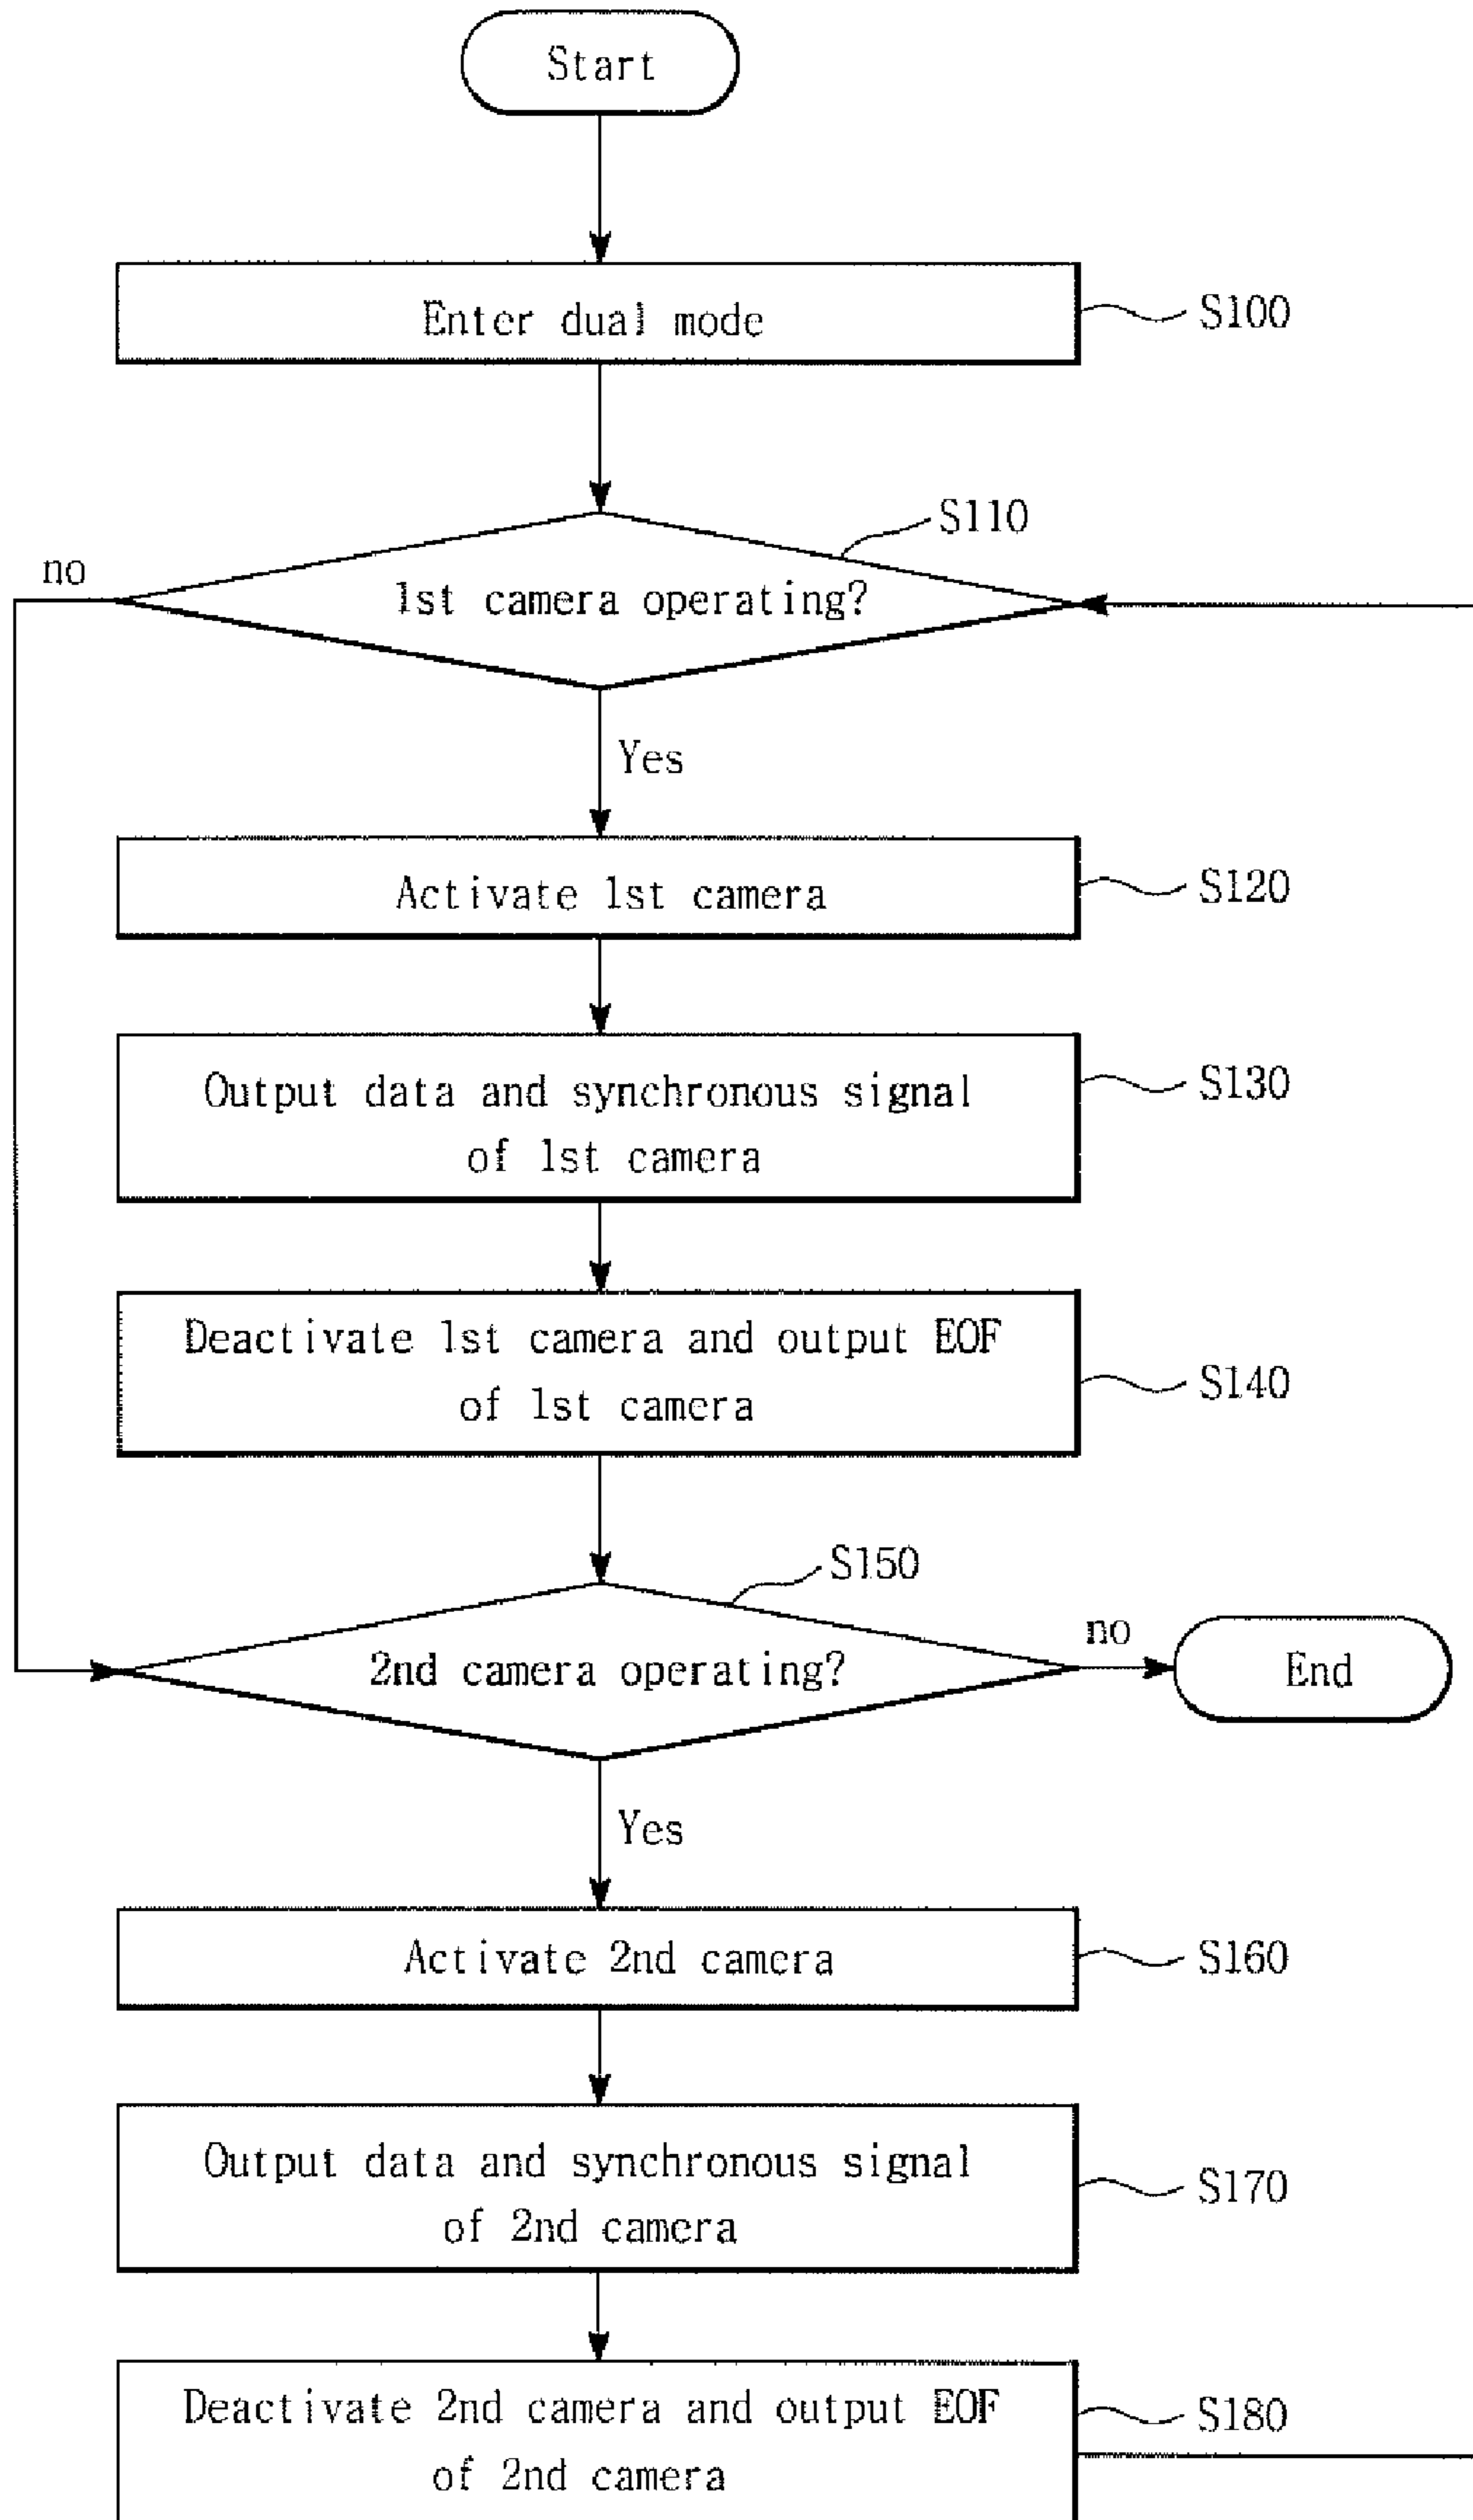 Start
Enter dual mode
S100
S110
no
1st camera operating?
Yes
Activate 1st camera
S120
Output data and synchronous signal
of 1st camera
S130
Deactivate 1st camera and output EOF
of 1st camera
S140
S150
2nd camera operating?
no
End
Yes
Activate 2nd camera
S160
Output data and synchronous signal
of 2nd camera
S170
Deactivate 2nd camera and output EOF
of 2nd camera
S180